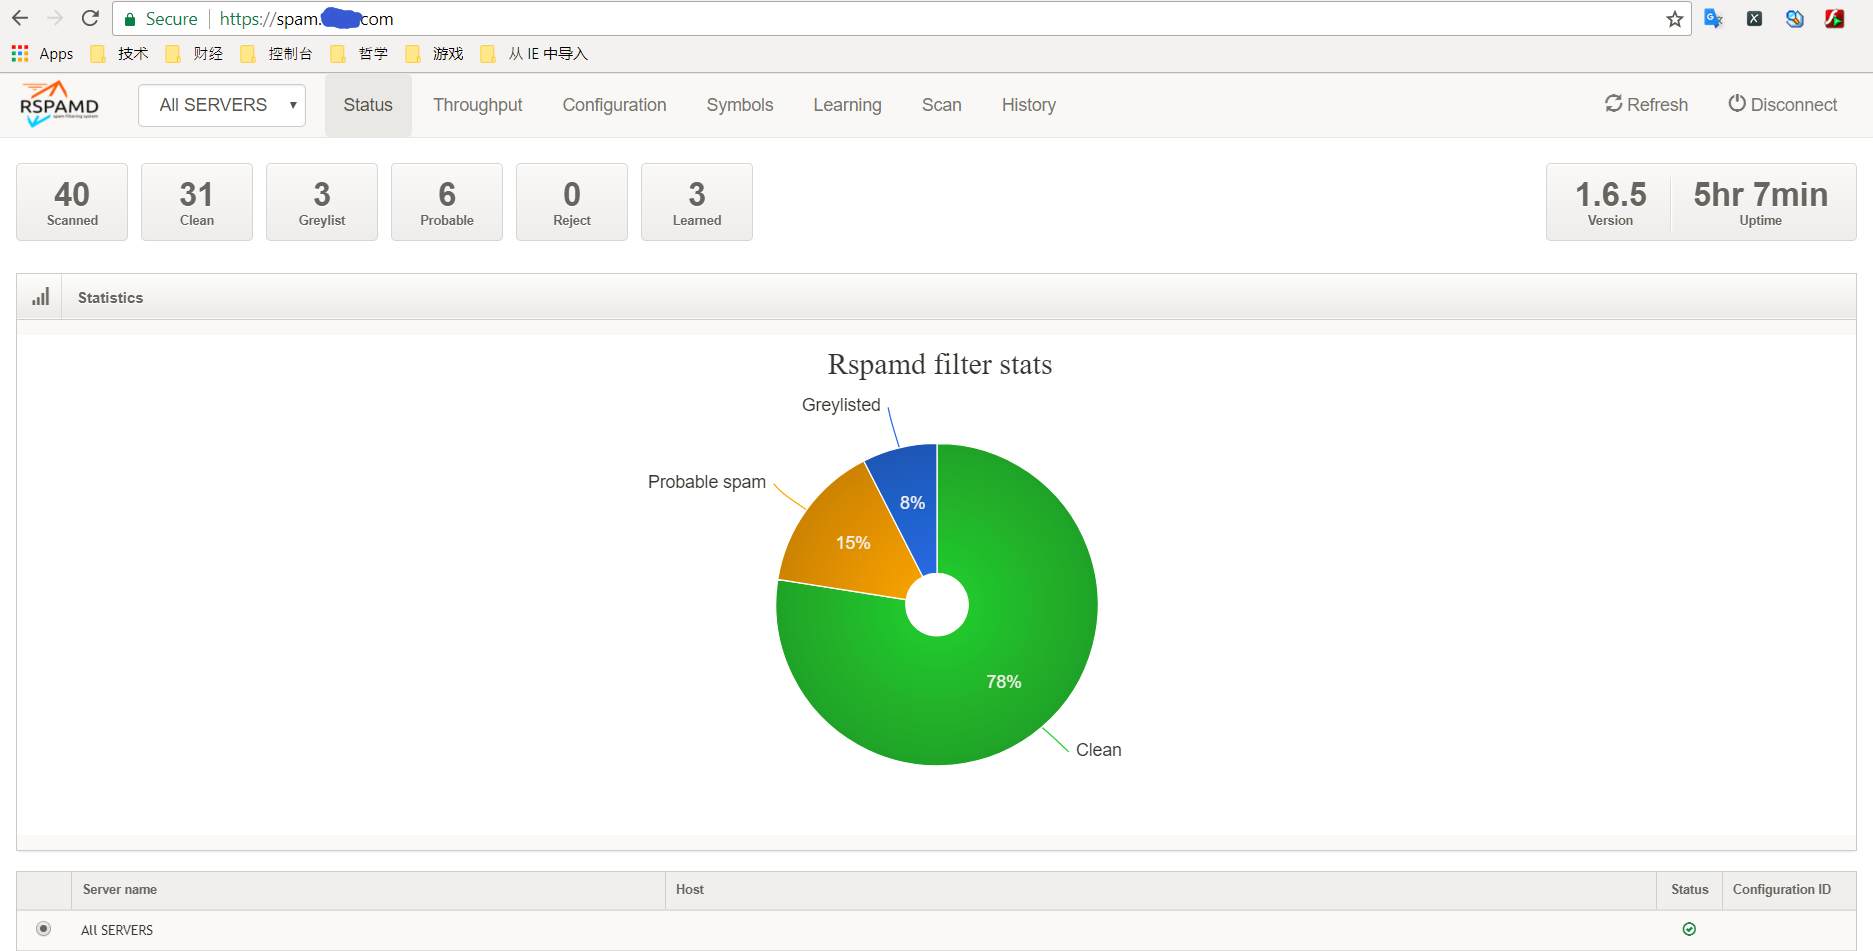 Secure https://spam. com
Apps 技术 财经 控制台 哲学 游戏 从 IE 中导入
RSPAMD
spam filtering system
All SERVERS Status Throughput Configuration Symbols Learning Scan History Refresh Disconnect
40 31 3 6 0 3 1.6.5 5hr 7min
Scanned Clean Greylist Probable Reject Learned Version Uptime
Statistics
Rspamd filter stats
Greylisted
Probable spam
8%
15%
78%
Clean
Server name Host Status Configuration ID
All SERVERS